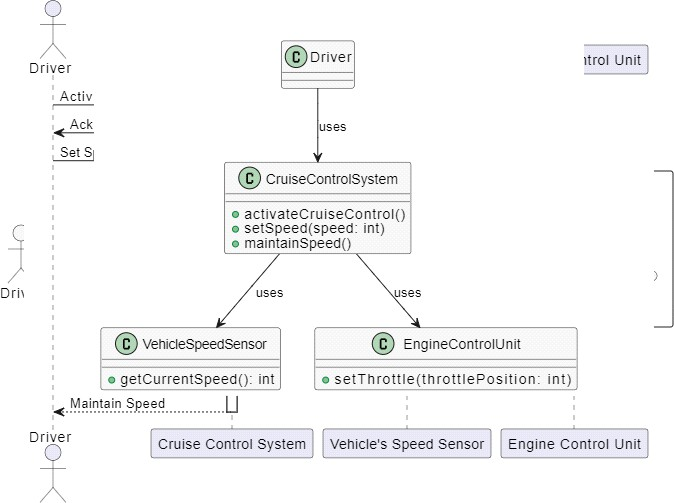 Driver
C Driver
ntrol Unit
Activ
Ack
Set S
uses
C CruiseControlSystem
activateCruiseControl()
setSpeed(speed: int)
maintainSpeed()
Driv
uses
uses
C VehicleSpeedSensor
C EngineControlUnit
getCurrentSpeed(): int
setThrottle(throttlePosition: int)
Maintain Speed
Driver
Cruise Control System
Vehicle's Speed Sensor
Engine Control Unit